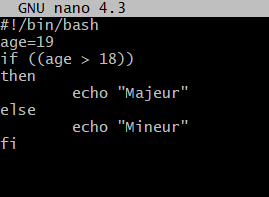 GNU nano 4.3
#!/bin/bash
age=19
if ((age > 18))
then
        echo "Majeur"
else
        echo "Mineur"
fi